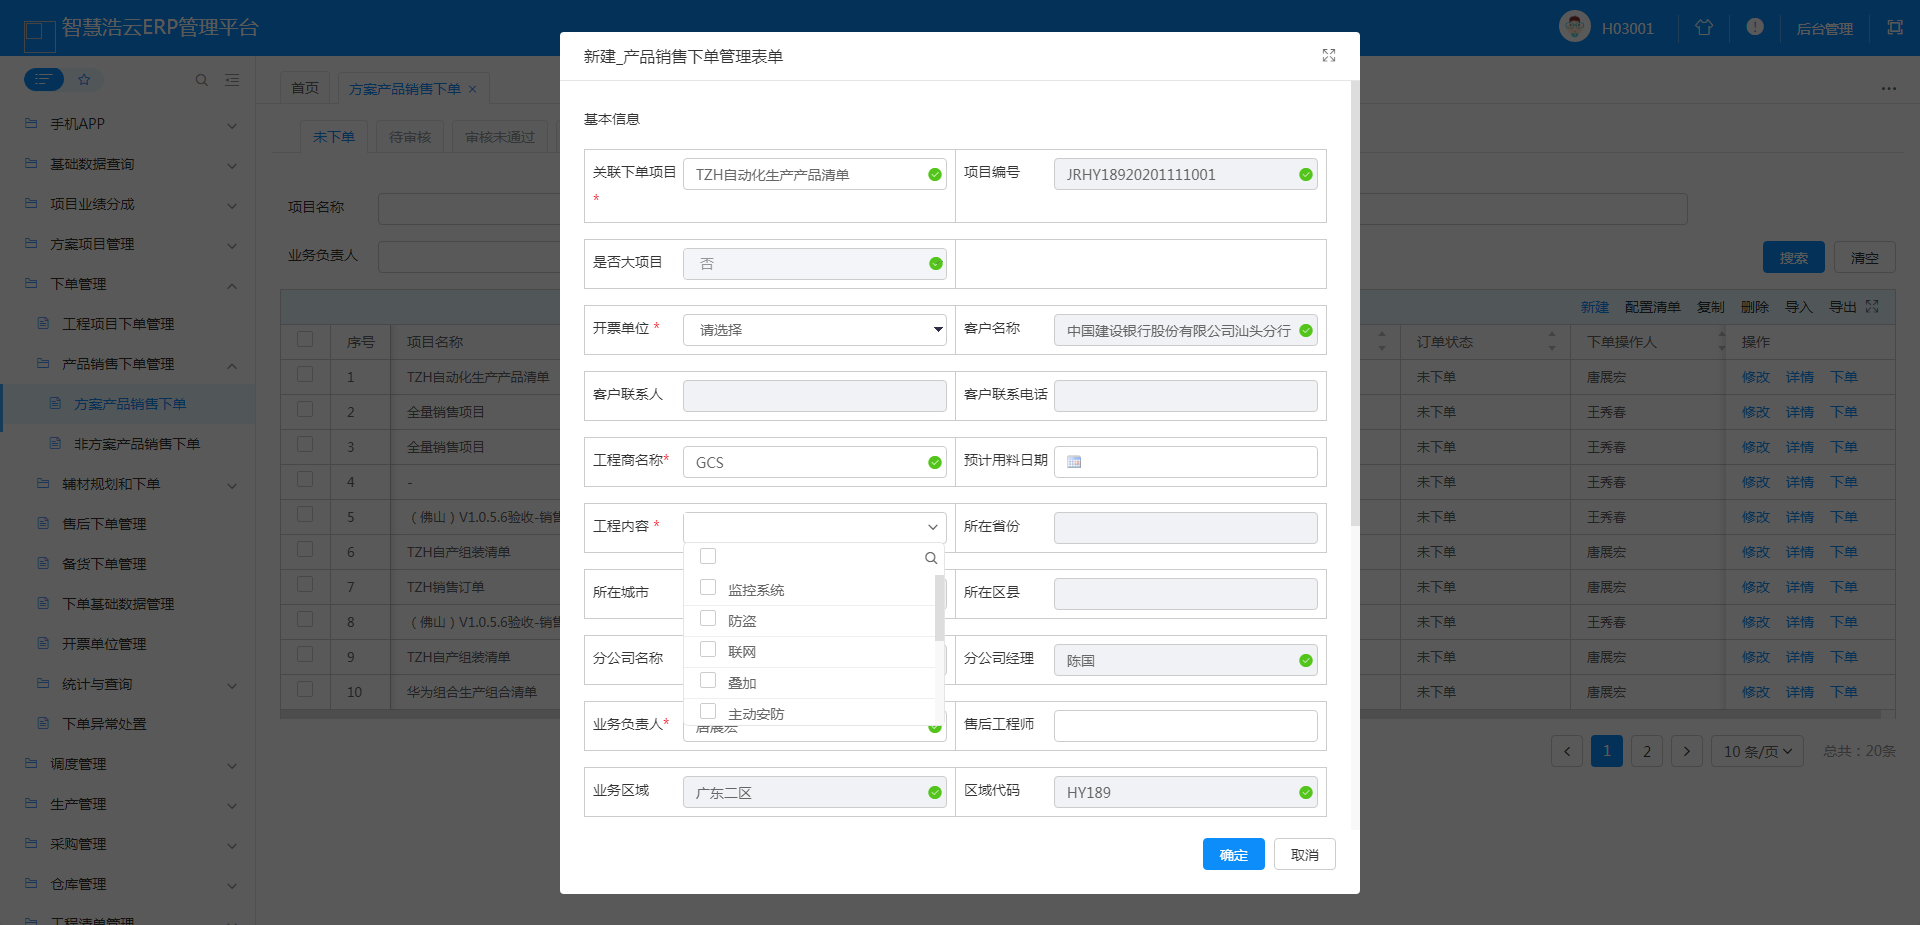 智慧浩云ERP管理平台
H03001
后台管理
首页
方案产品销售下单 ×
未下单
待审核
审核未通过
手机APP
基础数据查询
项目业绩分成
方案项目管理
下单管理
工程项目下单管理
产品销售下单管理
方案产品销售下单
非方案产品销售下单
辅材规划和下单
售后下单管理
备货下单管理
下单基础数据管理
开票单位管理
统计与查询
下单异常处置
调度管理
生产管理
采购管理
仓库管理
工程清单管理
项目名称
业务负责人
搜索
清空
新建 配置清单 复制 删除 导入 导出
序号 项目名称 订单状态 下单操作人 操作
1 TZH自动化生产产品清单 未下单 唐展宏 修改 详情 下单
2 全量销售项目 未下单 王秀春 修改 详情 下单
3 全量销售项目 未下单 王秀春 修改 详情 下单
4 - 未下单 王秀春 修改 详情 下单
5 （佛山）V1.0.5.6验收-销售 未下单 王秀春 修改 详情 下单
6 TZH自产组装清单 未下单 唐展宏 修改 详情 下单
7 TZH销售订单 未下单 唐展宏 修改 详情 下单
8 （佛山）V1.0.5.6验收-销售 未下单 王秀春 修改 详情 下单
9 TZH自产组装清单 未下单 唐展宏 修改 详情 下单
10 华为组合生产组合清单 未下单 唐展宏 修改 详情 下单
1 2 10 条/页 总共：20条
新建_产品销售下单管理表单
基本信息
关联下单项目* TZH自动化生产产品清单
项目编号 JRHY18920201111001
是否大项目 否
开票单位 * 请选择
客户名称 中国建设银行股份有限公司汕头分行
客户联系人
客户联系电话
工程商名称* GCS
预计用料日期
工程内容 *
监控系统
防盗
联网
叠加
主动安防
所在省份
所在城市
所在区县
分公司名称
分公司经理 陈国
业务负责人* 唐展宏
售后工程师
业务区域 广东二区
区域代码 HY189
确定
取消